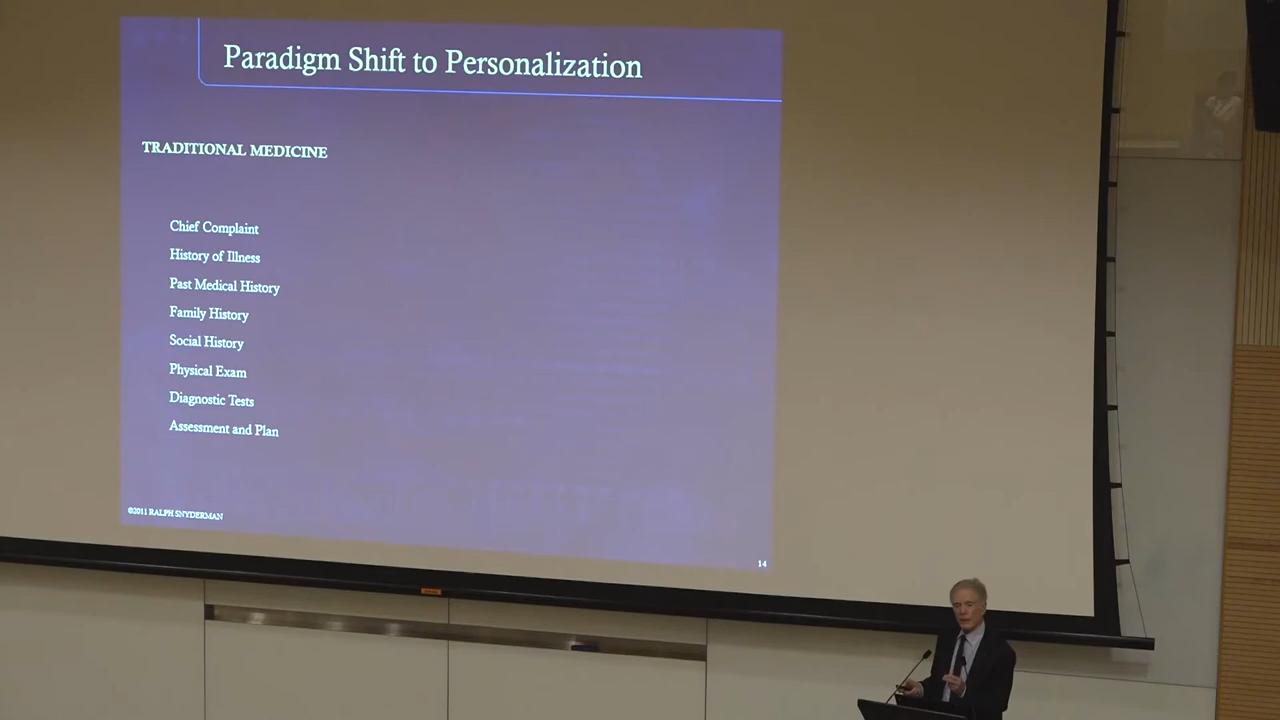 Paradigm Shift to Personalization
TRADITIONAL MEDICINE
Chief Complaint
History of Illness
Past Medical History
Family History
Social History
Physical Exam
Diagnostic Tests
Assessment and Plan
©2011 RALPH SNYDERMAN
14